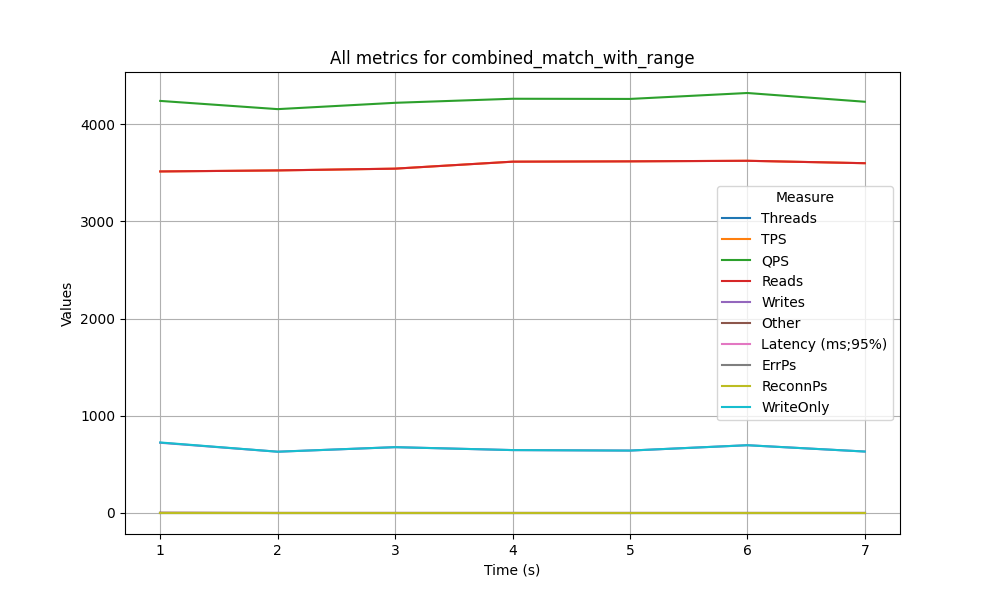 All metrics for combined_match_with_range
Values
4000
3000
2000
1000
0
Measure
Threads
TPS
QPS
Reads
Writes
Other
Latency (ms;95%)
ErrPs
ReconnPs
WriteOnly
1 2 3 4 5 6 7
Time (s)